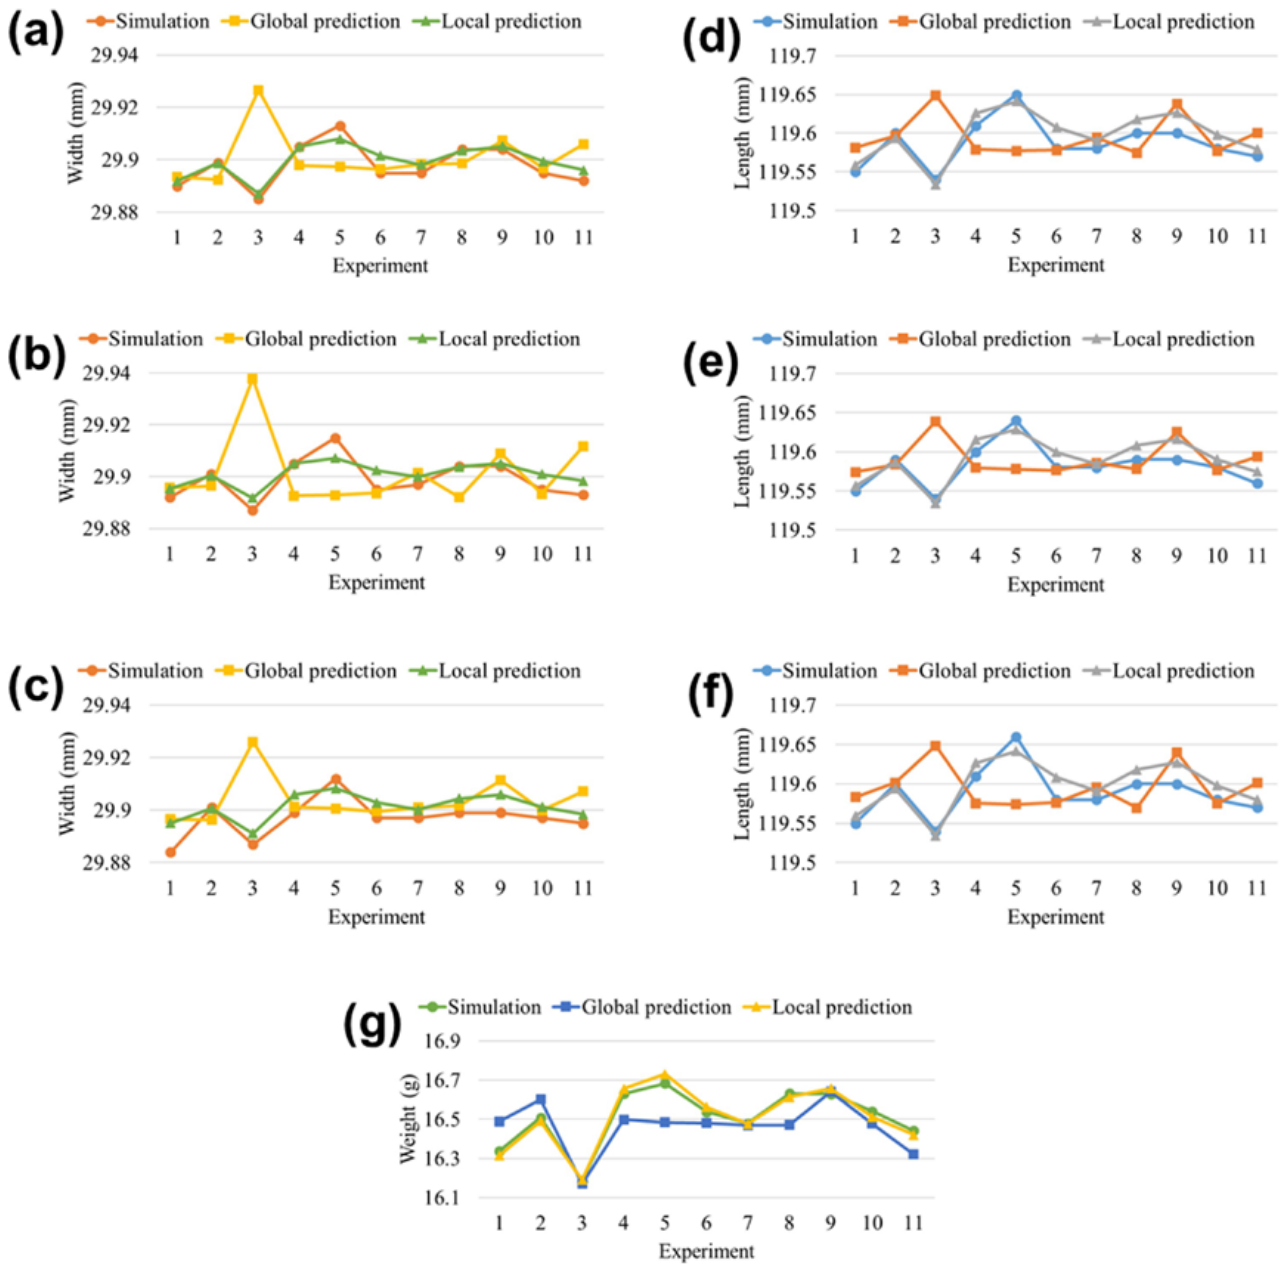 (a)
Simulation Global prediction Local prediction
29.94
29.92
29.9
29.88
Width (mm)
1 2 3 4 5 6 7 8 9 10 11
Experiment
(d)
Simulation Global prediction Local prediction
119.7
119.65
119.6
119.55
119.5
Length (mm)
1 2 3 4 5 6 7 8 9 10 11
Experiment
(b)
Simulation Global prediction Local prediction
29.94
29.92
29.9
29.88
Width (mm)
1 2 3 4 5 6 7 8 9 10 11
Experiment
(e)
Simulation Global prediction Local prediction
119.7
119.65
119.6
119.55
119.5
Length (mm)
1 2 3 4 5 6 7 8 9 10 11
Experiment
(c)
Simulation Global prediction Local prediction
29.94
29.92
29.9
29.88
Width (mm)
1 2 3 4 5 6 7 8 9 10 11
Experiment
(f)
Simulation Global prediction Local prediction
119.7
119.65
119.6
119.55
119.5
Length (mm)
1 2 3 4 5 6 7 8 9 10 11
Experiment
(g)
Simulation Global prediction Local prediction
16.9
16.7
16.5
16.3
16.1
Weight (g)
1 2 3 4 5 6 7 8 9 10 11
Experiment